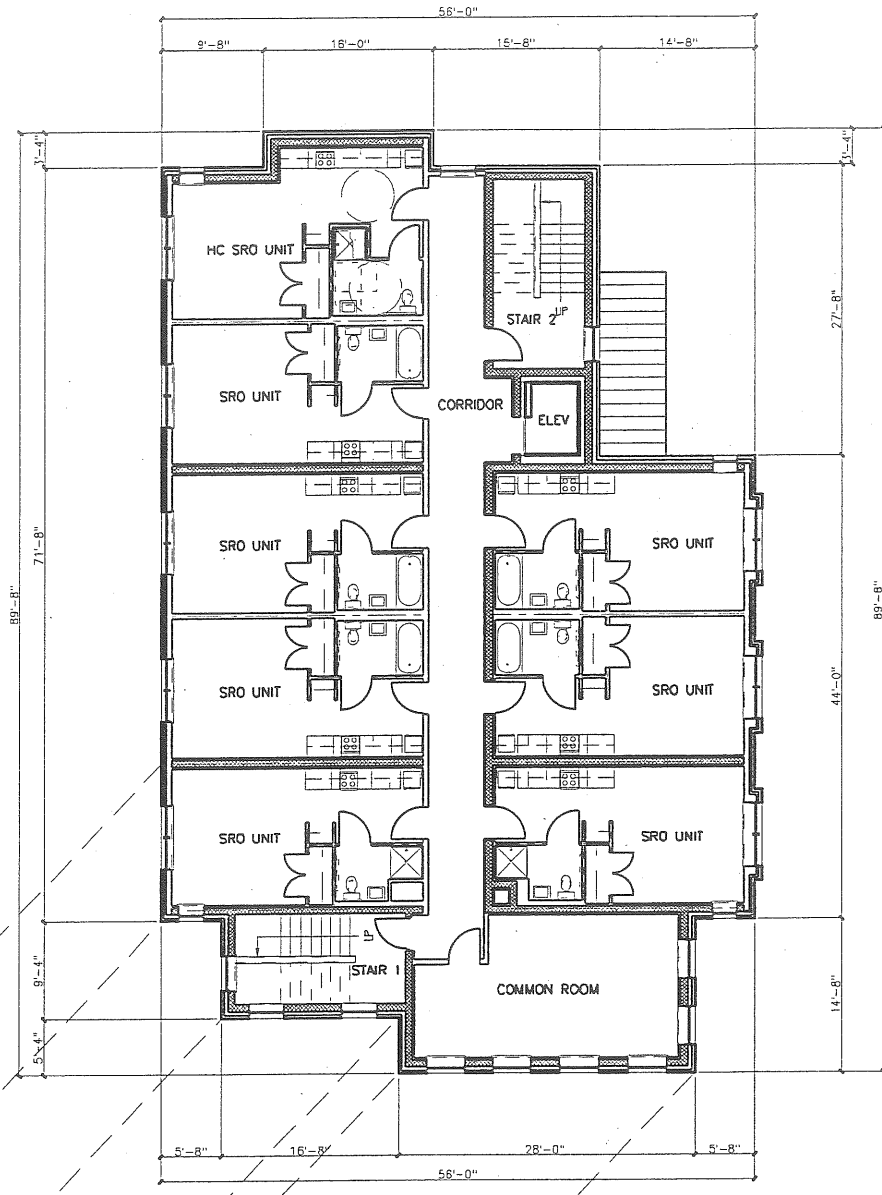 56'-0"
9'-8"
16'-0"
15'-8"
14'-8"
3'-4"
3'-4"
HC SRO UNIT
STAIR 2
UP
27'-8"
SRO UNIT
CORRIDOR
ELEV
71'-8"
SRO UNIT
SRO UNIT
89'-8"
89'-8"
SRO UNIT
SRO UNIT
44'-0"
SRO UNIT
SRO UNIT
UP
STAIR 1
9'-4"
COMMON ROOM
14'-8"
5'-4"
5'-8"
16'-8"
28'-0"
5'-8"
56'-0"